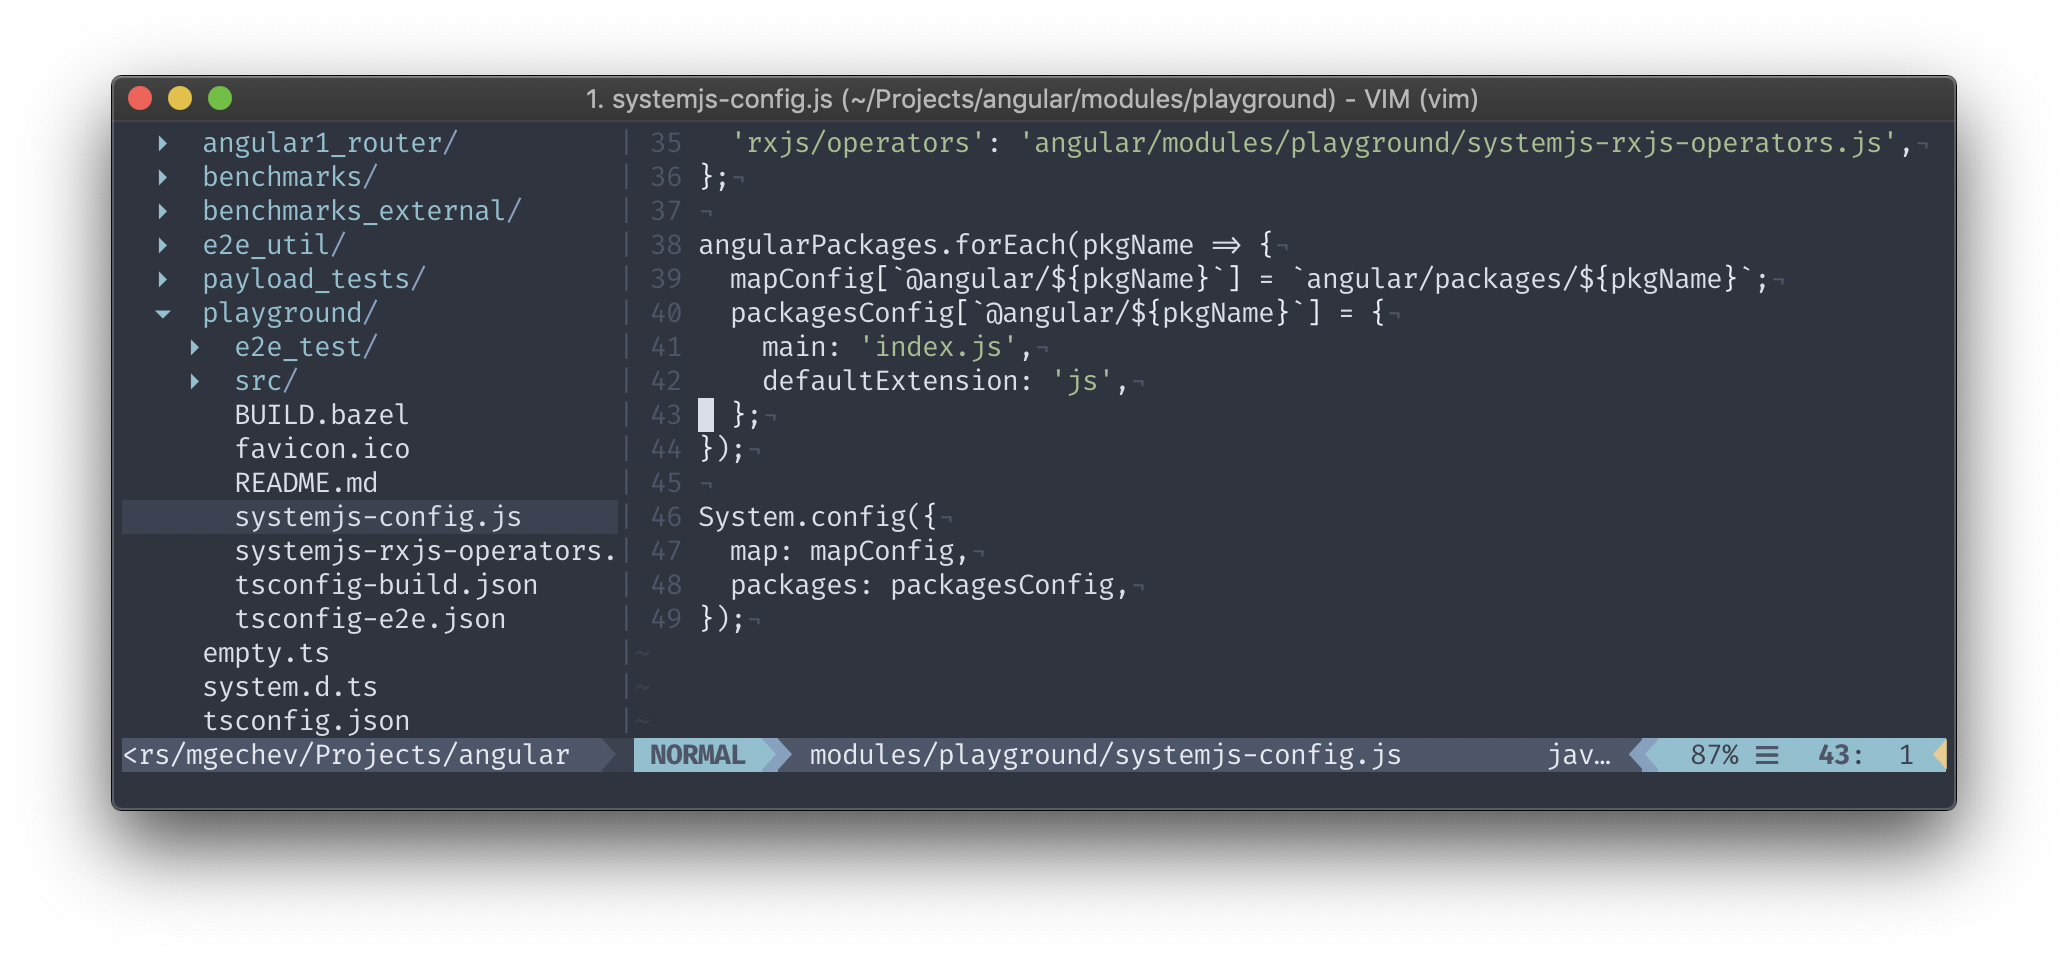 1. systemjs-config.js (~/Projects/angular/modules/playground) - VIM (vim)
▸ angular1_router/
▸ benchmarks/
▸ benchmarks_external/
▸ e2e_util/
▸ payload_tests/
▾ playground/
▸ e2e_test/
▸ src/
BUILD.bazel
favicon.ico
README.md
systemjs-config.js
systemjs-rxjs-operators.
tsconfig-build.json
tsconfig-e2e.json
empty.ts
system.d.ts
tsconfig.json
<rs/mgechev/Projects/angular
35   'rxjs/operators': 'angular/modules/playground/systemjs-rxjs-operators.js',¬
36 };¬
37 ¬
38 angularPackages.forEach(pkgName => {¬
39   mapConfig[`@angular/${pkgName}`] = `angular/packages/${pkgName}`;¬
40   packagesConfig[`@angular/${pkgName}`] = {¬
41     main: 'index.js',¬
42     defaultExtension: 'js',¬
43   };¬
44 });¬
45 ¬
46 System.config({¬
47   map: mapConfig,¬
48   packages: packagesConfig,¬
49 });¬
~
~
~
NORMAL modules/playground/systemjs-config.js jav… 87% ☰ 43: 1